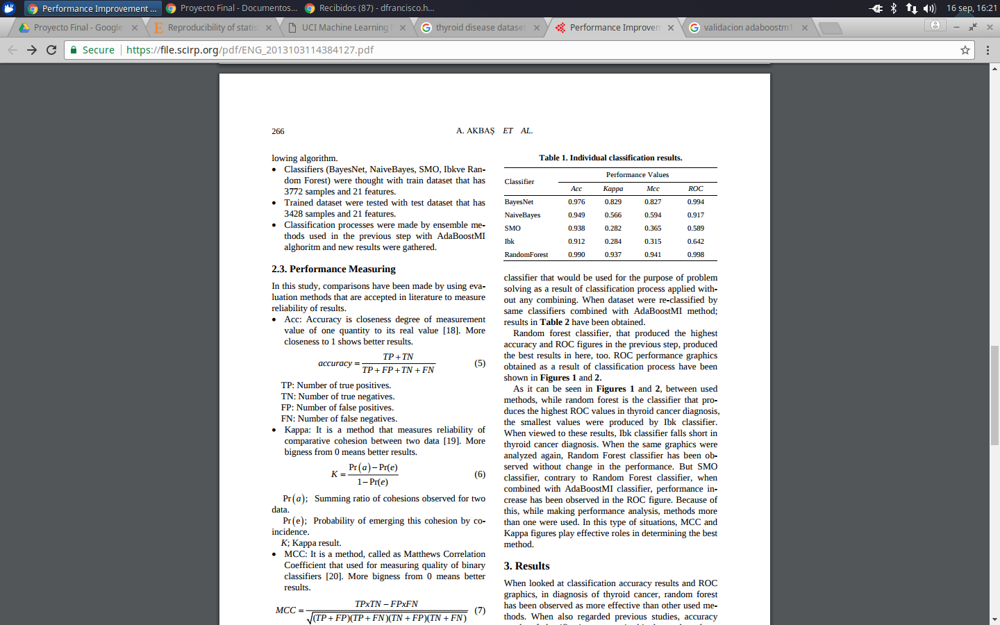 Performance Improvement ...
Proyecto Final - Documentos...
Recibidos (87) - dfrancisco.h...
16 sep, 16:21
Proyecto Final - Google
Reproducibility of statis
UCI Machine Learning
thyroid disease dataset
Performance Improvem
validacion adaboostm1
Secure
https://file.scirp.org/pdf/ENG_2013103114384127.pdf
266
A. AKBAŞ ET AL.
lowing algorithm.
• Classifiers (BayesNet, NaiveBayes, SMO, Ibkve Ran-
dom Forest) were thought with train dataset that has
3772 samples and 21 features.
• Trained dataset were tested with test dataset that has
3428 samples and 21 features.
• Classification processes were made by ensemble me-
thods used in the previous step with AdaBoostMI
alghoritm and new results were gathered.
2.3. Performance Measuring
In this study, comparisons have been made by using eva-
luation methods that are accepted in literature to measure
reliability of results.
• Acc: Accuracy is closeness degree of measurement
value of one quantity to its real value [18]. More
closeness to 1 shows better results.
accuracy = TP + TN / TP + FP + TN + FN (5)
TP: Number of true positives.
TN: Number of true negatives.
FP: Number of false positives.
FN: Number of false negatives.
• Kappa: It is a method that measures reliability of
comparative cohesion between two data [19]. More
bigness from 0 means better results.
K = Pr(a) − Pr(e) / 1 − Pr(e) (6)
Pr(a); Summing ratio of cohesions observed for two
data.
Pr(e); Probability of emerging this cohesion by co-
incidence.
K; Kappa result.
• MCC: It is a method, called as Matthews Correlation
Coefficient that used for measuring quality of binary
classifiers [20]. More bigness from 0 means better
results.
MCC = TPxTN − FPxFN / √(TP + FP)(TP + FN)(TN + FP)(TN + FN) (7)
Table 1. Individual classification results.
Classifier Performance Values
Acc Kappa Mcc ROC
BayesNet 0.976 0.829 0.827 0.994
NaiveBayes 0.949 0.566 0.594 0.917
SMO 0.938 0.282 0.365 0.589
Ibk 0.912 0.284 0.315 0.642
RandomForest 0.990 0.937 0.941 0.998
classifier that would be used for the purpose of problem
solving as a result of classification process applied with-
out any combining. When dataset were re-classified by
same classifiers combined with AdaBoostMI method;
results in Table 2 have been obtained.
Random forest classifier, that produced the highest
accuracy and ROC figures in the previous step, produced
the best results in here, too. ROC performance graphics
obtained as a result of classification process have been
shown in Figures 1 and 2.
As it can be seen in Figures 1 and 2, between used
methods, while random forest is the classifier that pro-
duces the highest ROC values in thyroid cancer diagnosis,
the smallest values were produced by Ibk classifier.
When viewed to these results, Ibk classifier falls short in
thyroid cancer diagnosis. When the same graphics were
analyzed again, Random Forest classifier has been ob-
served without change in the performance. But SMO
classifier, contrary to Random Forest classifier, when
combined with AdaBoostMI classifier, performance in-
crease has been observed in the ROC figure. Because of
this, while making performance analysis, methods more
than one were used. In this type of situations, MCC and
Kappa figures play effective roles in determining the best
method.
3. Results
When looked at classification accuracy results and ROC
graphics, in diagnosis of thyroid cancer, random forest
has been observed as more effective than other used me-
thods. When also regarded previous studies, accuracy